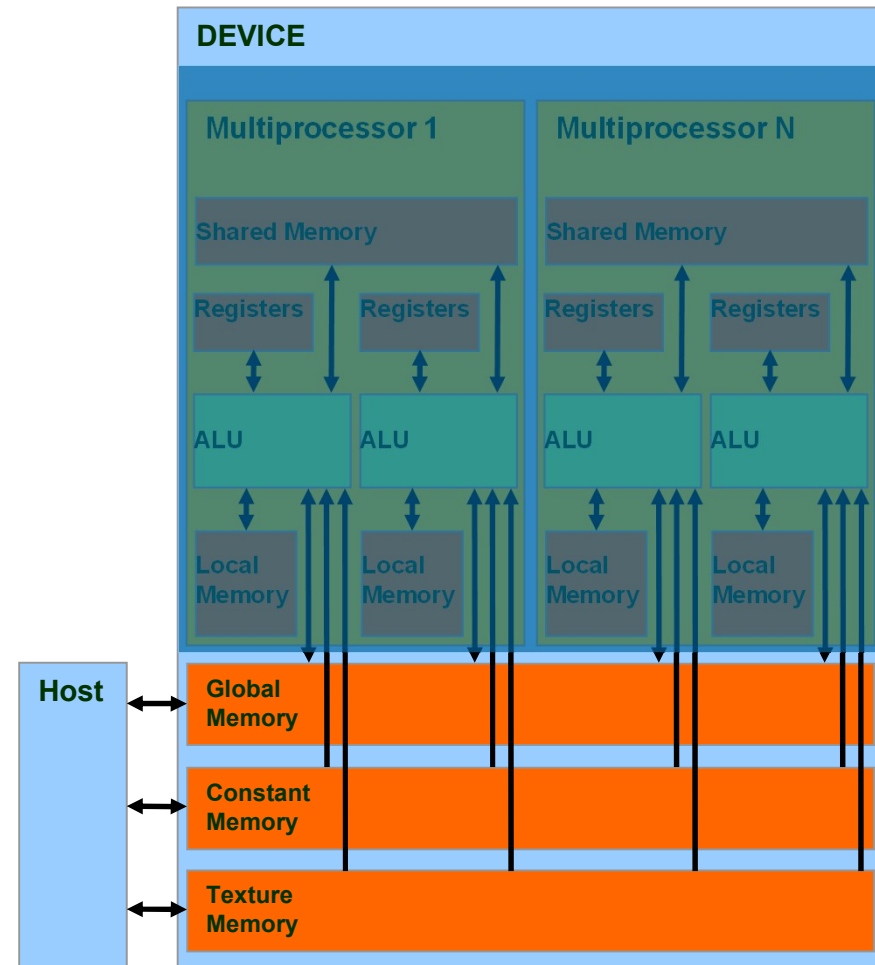 DEVICE
Multiprocessor 1
Multiprocessor N
Shared Memory
Shared Memory
Registers
Registers
Registers
Registers
ALU
ALU
ALU
ALU
Local
Memory
Local
Memory
Local
Memory
Local
Memory
Host
Global
Memory
Constant
Memory
Texture
Memory